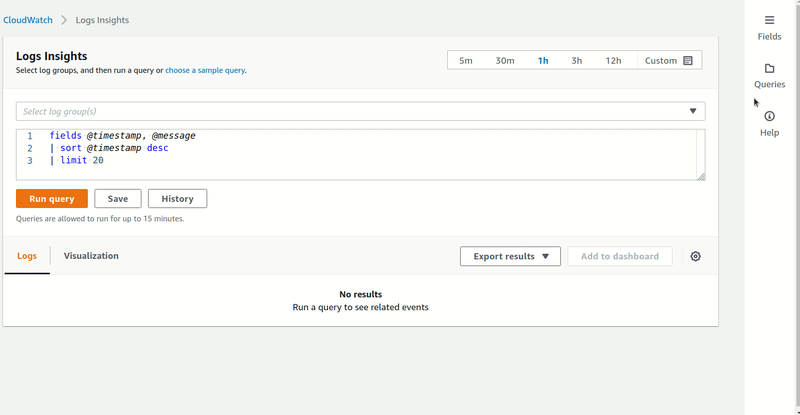 CloudWatch > Logs Insights
Fields
Logs Insights
Select log groups, and then run a query or choose a sample query.
5m 30m 1h 3h 12h Custom
Queries
Select log group(s)
Help
1 fields @timestamp, @message
2 | sort @timestamp desc
3 | limit 20
Run query Save History
Queries are allowed to run for up to 15 minutes.
Logs Visualization Export results Add to dashboard
No results
Run a query to see related events